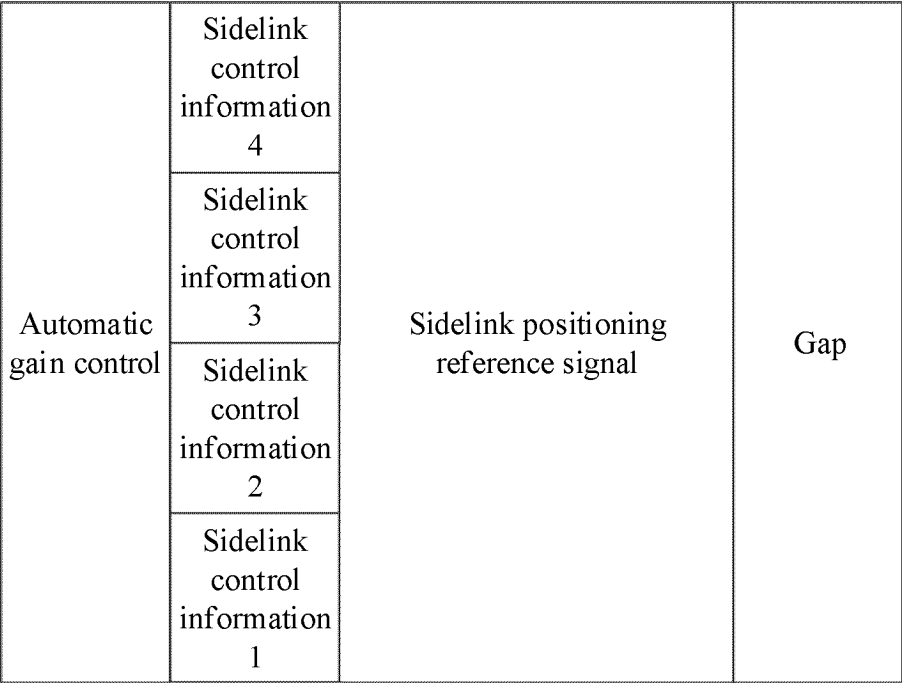 Automatic
gain control
Sidelink
control
information
4
Sidelink
control
information
3
Sidelink
control
information
2
Sidelink
control
information
1
Sidelink positioning
reference signal
Gap